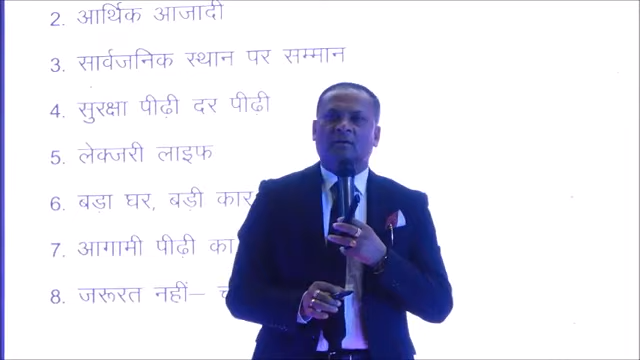 2. आर्थिक आजादी
3. सार्वजनिक स्थान पर सम्मान
4. सुरक्षा पीढ़ी दर पीढ़ी
5. लेक्जरी लाइफ
6. बड़ा घर, बड़ी कार
7. आगामी पीढ़ी का
8. जरूरत नहीं–